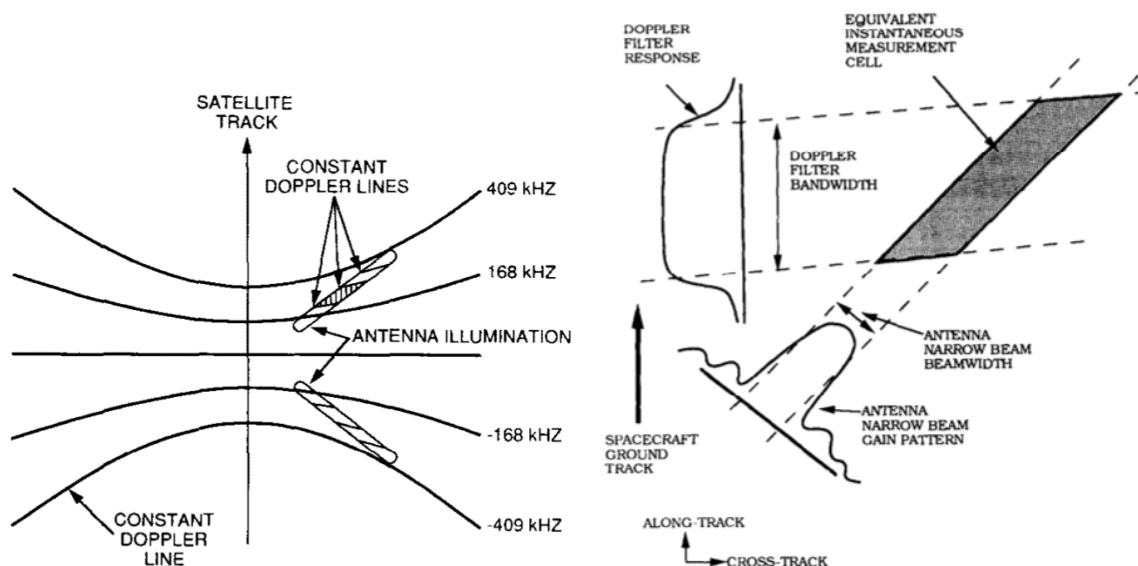 SATELLITE
TRACK
CONSTANT
DOPPLER LINES
409 kHZ
168 kHZ
ANTENNA ILLUMINATION
-168 kHZ
-409 kHZ
CONSTANT
DOPPLER
LINE
DOPPLER
FILTER
RESPONSE
EQUIVALENT
INSTANTANEOUS
MEASUREMENT
CELL
DOPPLER
FILTER
BANDWIDTH
ANTENNA
NARROW BEAM
BEAMWIDTH
ANTENNA
NARROW BEAM
GAIN PATTERN
SPACECRAFT
GROUND
TRACK
ALONG-TRACK
CROSS-TRACK